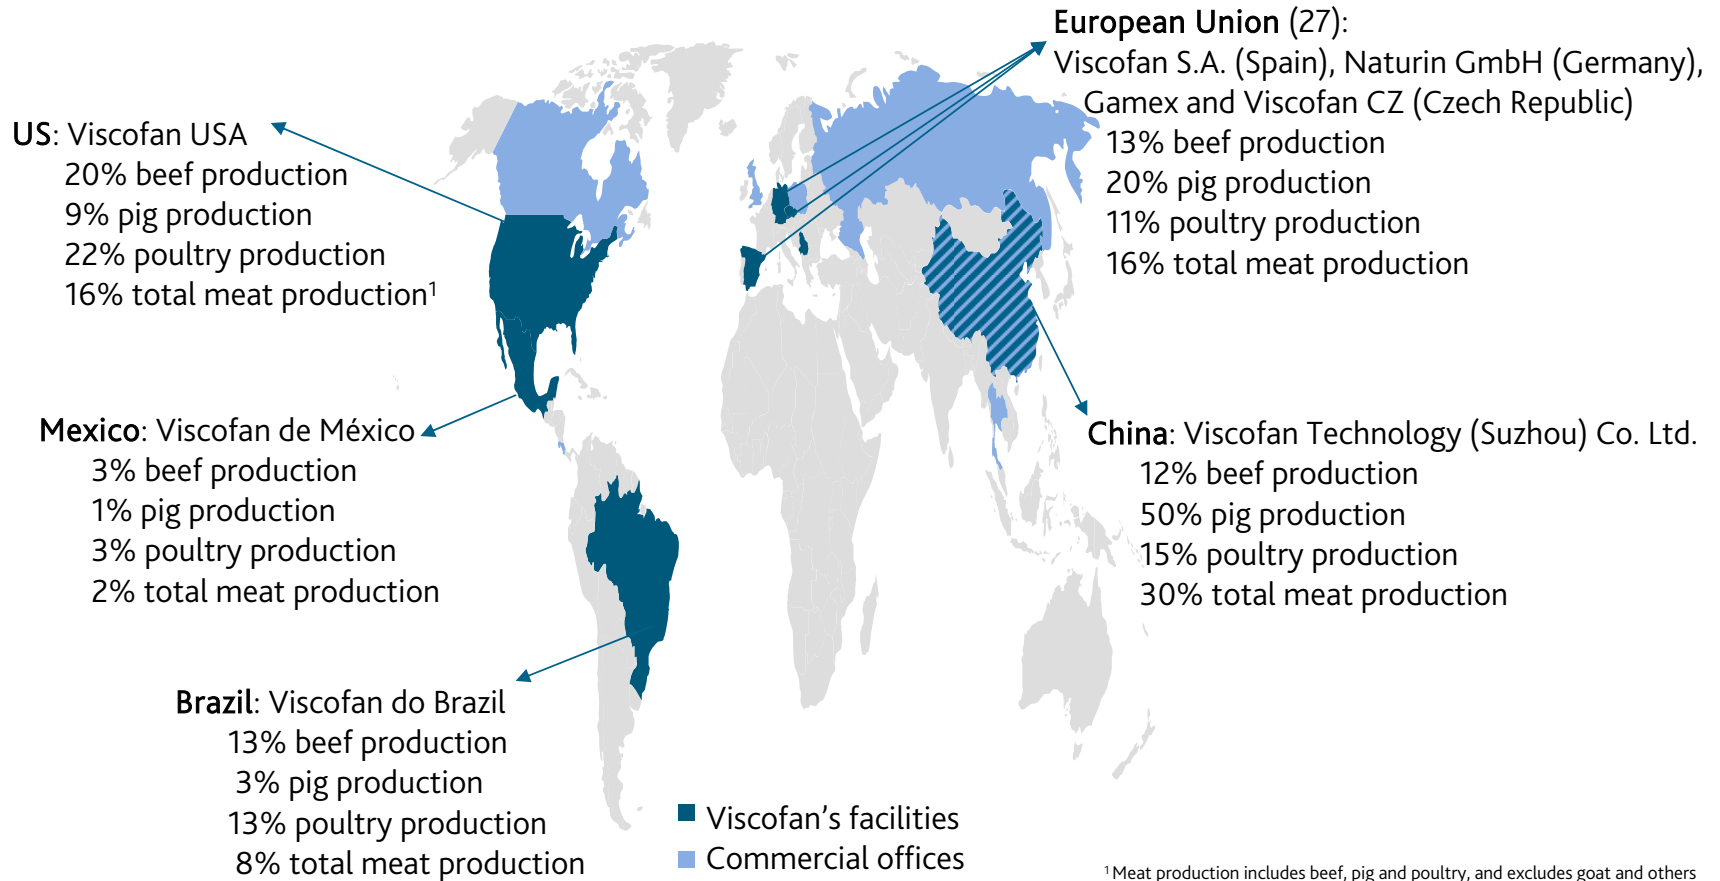 European Union (27):
Viscofan S.A. (Spain), Naturin GmbH (Germany),
Gamex and Viscofan CZ (Czech Republic)
13% beef production
20% pig production
11% poultry production
16% total meat production
US: Viscofan USA
20% beef production
9% pig production
22% poultry production
16% total meat production¹
Mexico: Viscofan de México
3% beef production
1% pig production
3% poultry production
2% total meat production
China: Viscofan Technology (Suzhou) Co. Ltd.
12% beef production
50% pig production
15% poultry production
30% total meat production
Brazil: Viscofan do Brazil
13% beef production
3% pig production
13% poultry production
8% total meat production
Viscofan’s facilities
Commercial offices
¹ Meat production includes beef, pig and poultry, and excludes goat and others